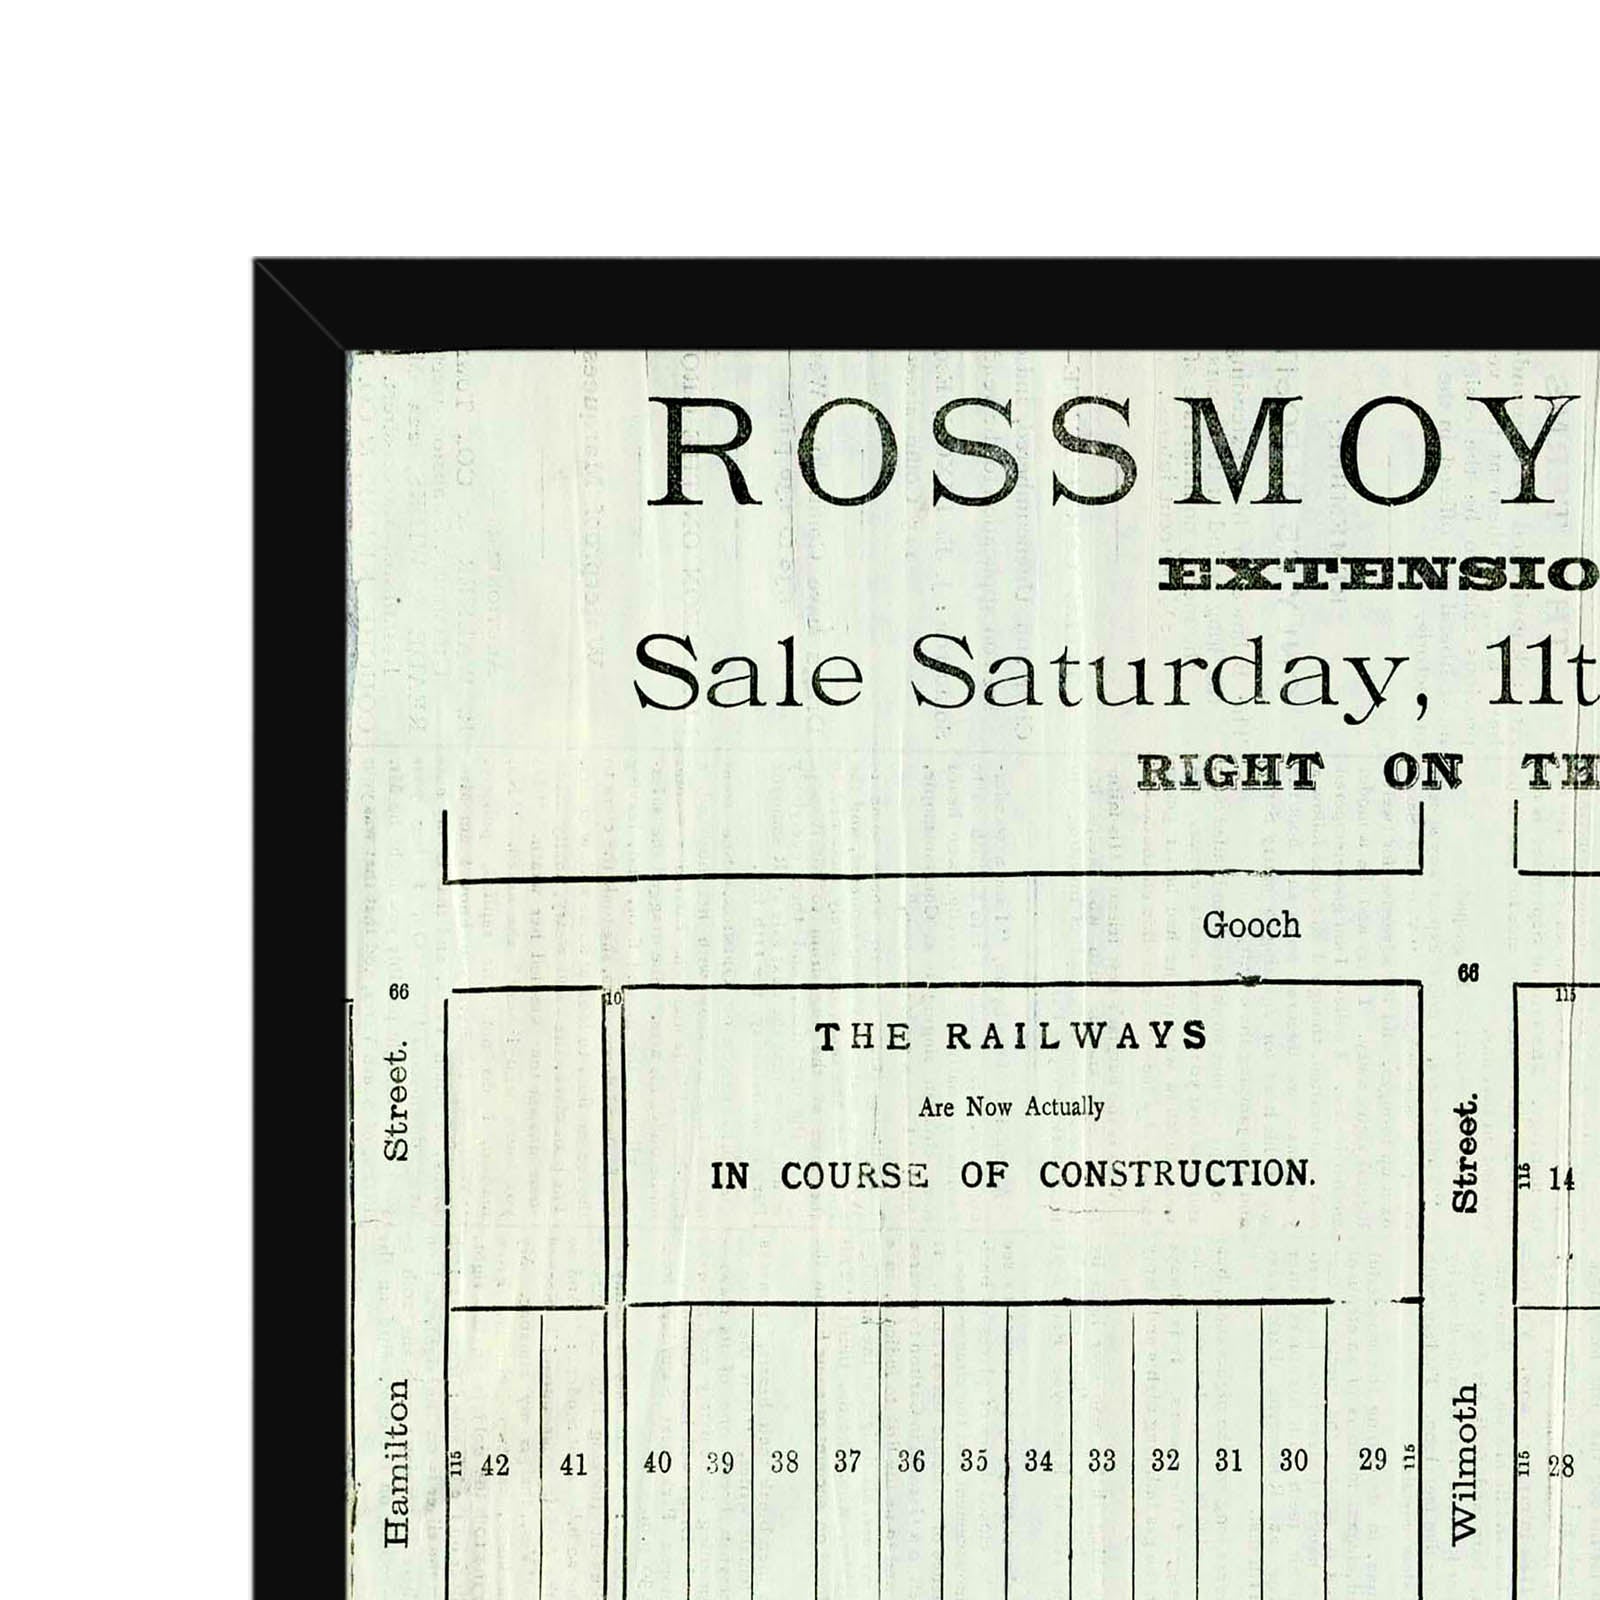 ROSSMOY
EXTENSIO
Sale Saturday, 11t
RIGHT ON TH
Gooch
66
66
10
115
THE RAILWAYS
Are Now Actually
IN COURSE OF CONSTRUCTION.
Street.
Street.
115 14
Hamilton
115 42 41 40 39 38 37 36 35 34 33 32 31 30 29 115
Wilmoth
115 28